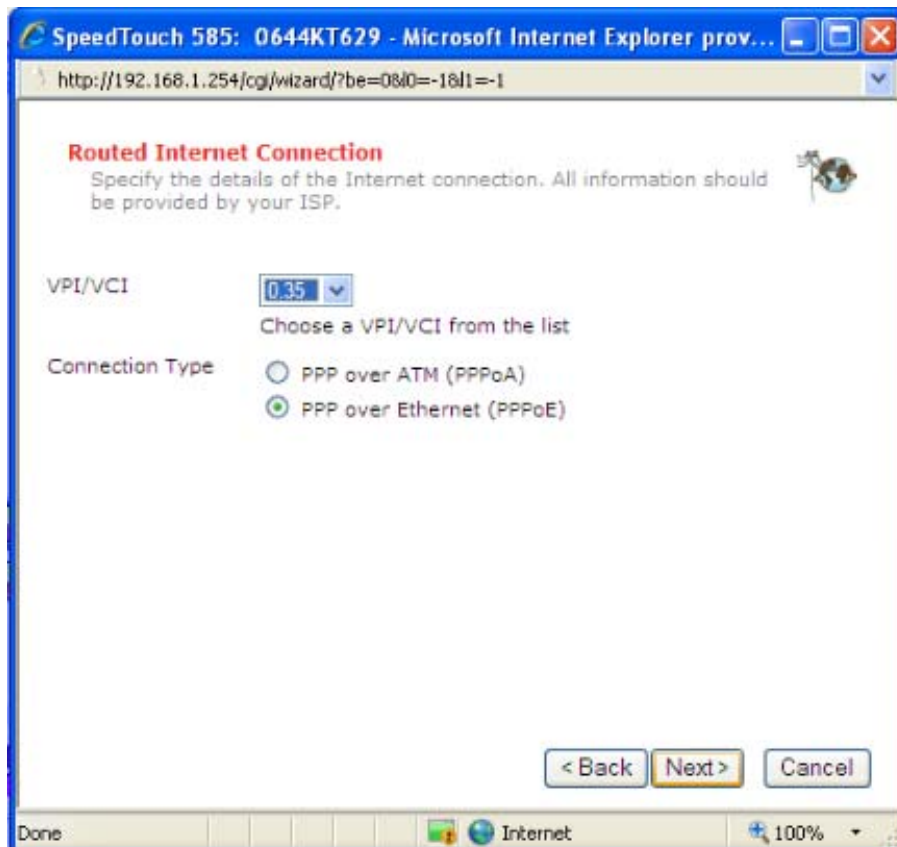 SpeedTouch 585: 0644KT629 - Microsoft Internet Explorer prov...
http://192.168.1.254/cgi/wizard/?be=0&l0=-1&l1=-1
Routed Internet Connection
Specify the details of the Internet connection. All information should
be provided by your ISP.
VPI/VCI
0.35
Choose a VPI/VCI from the list
Connection Type
PPP over ATM (PPPoA)
PPP over Ethernet (PPPoE)
< Back Next > Cancel
Done Internet 100%